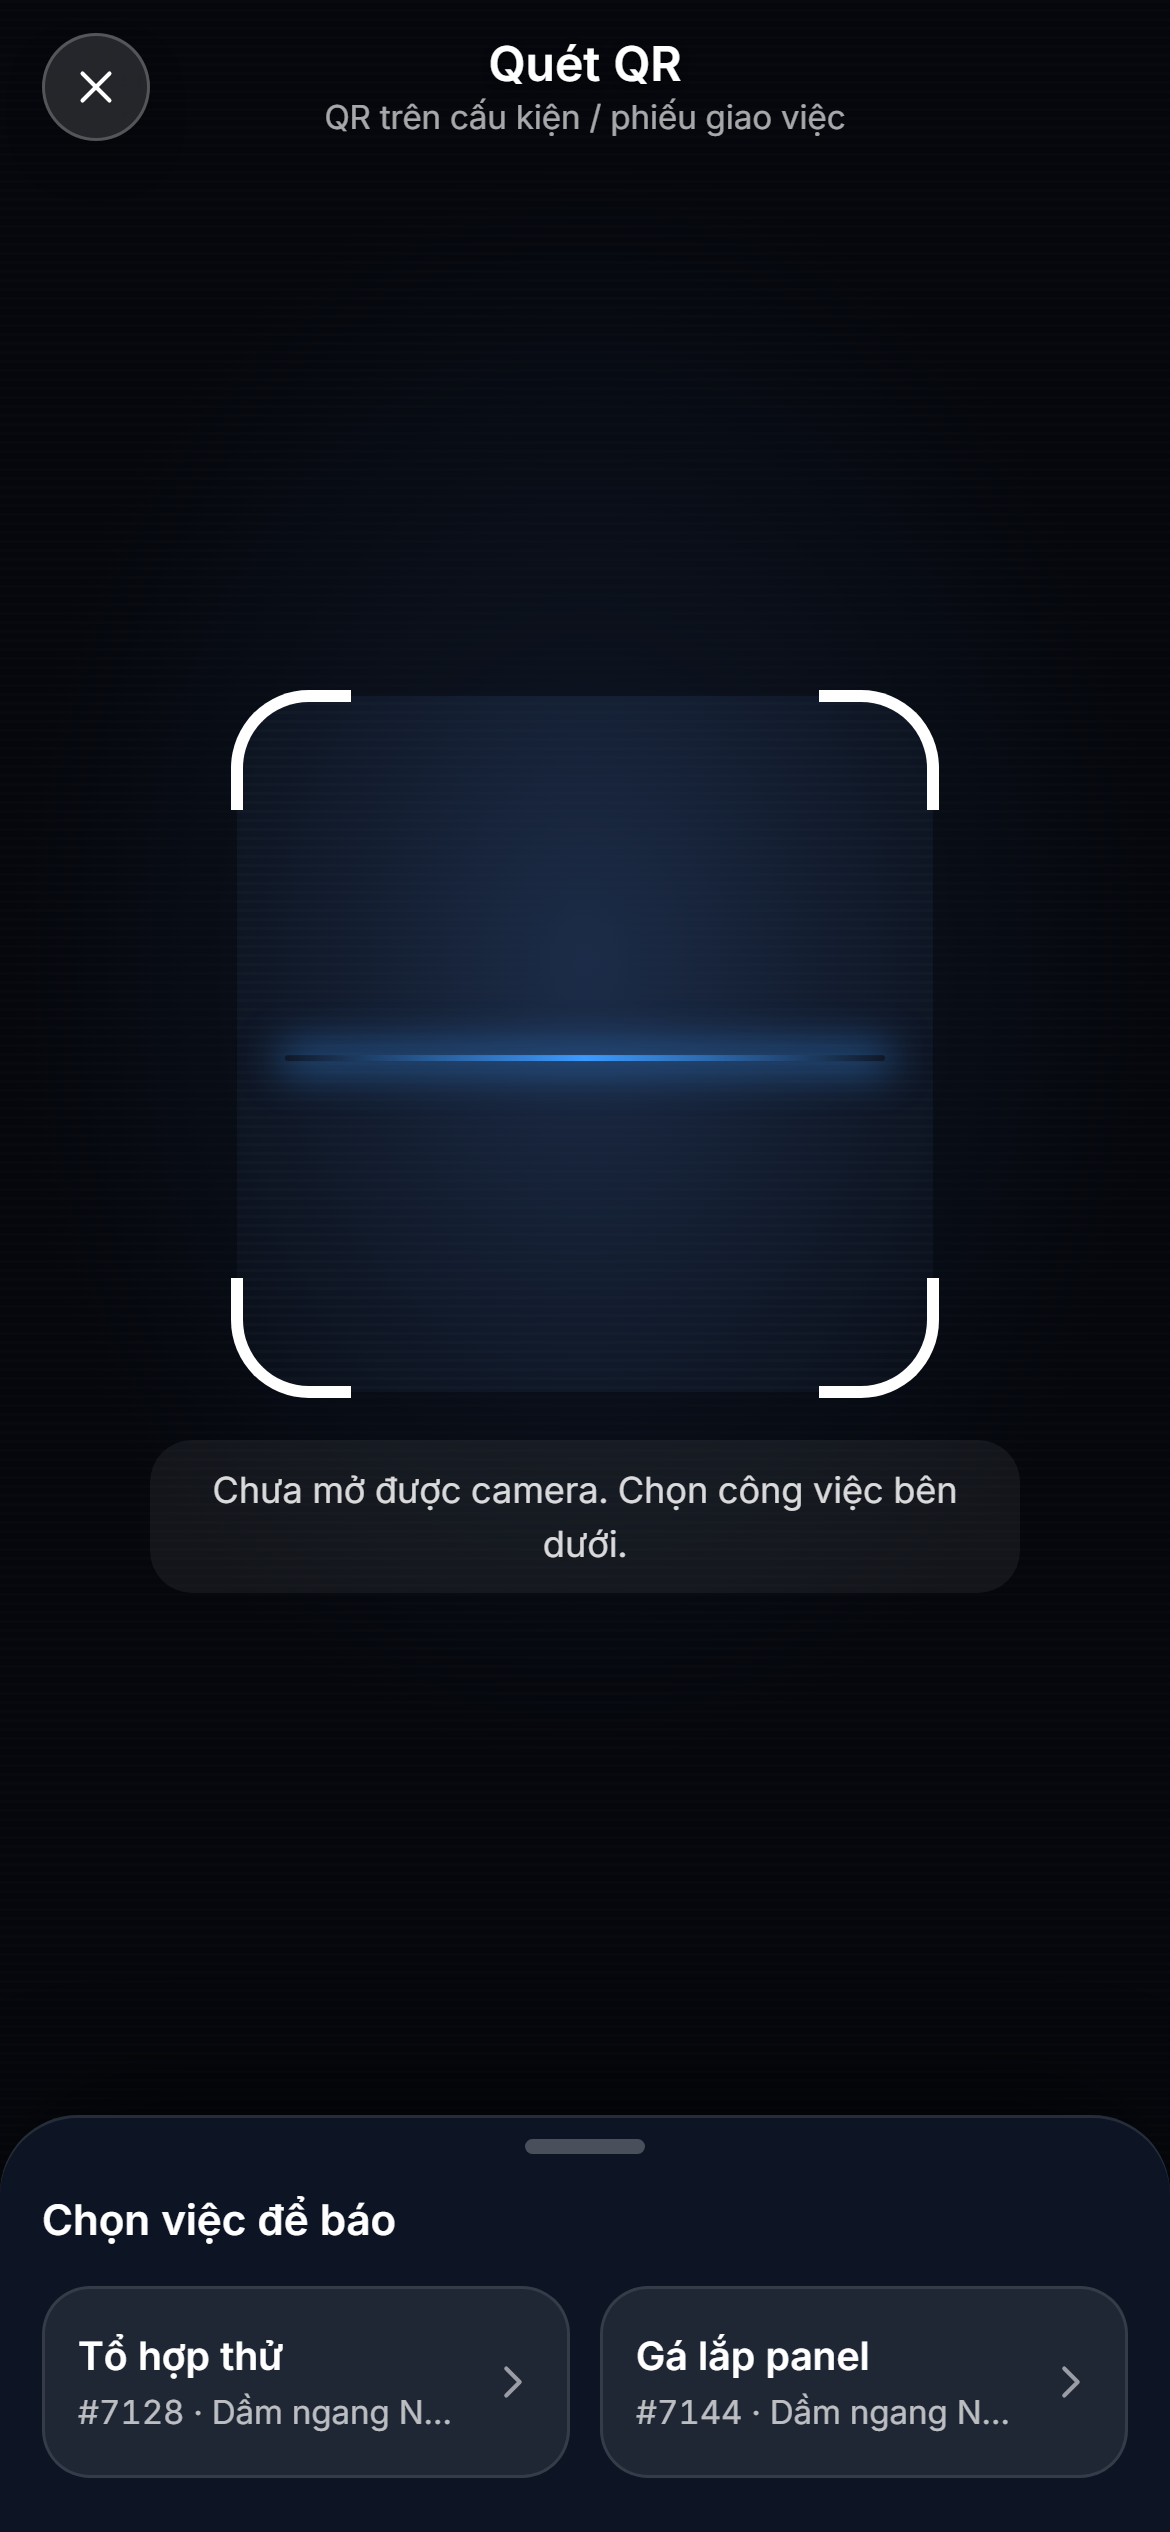 Quét QR
QR trên cấu kiện / phiếu giao việc
Chưa mở được camera. Chọn công việc bên
dưới.
Chọn việc để báo
Tổ hợp thử
#7128 · Dầm ngang N...
Gá lắp panel
#7144 · Dầm ngang N...